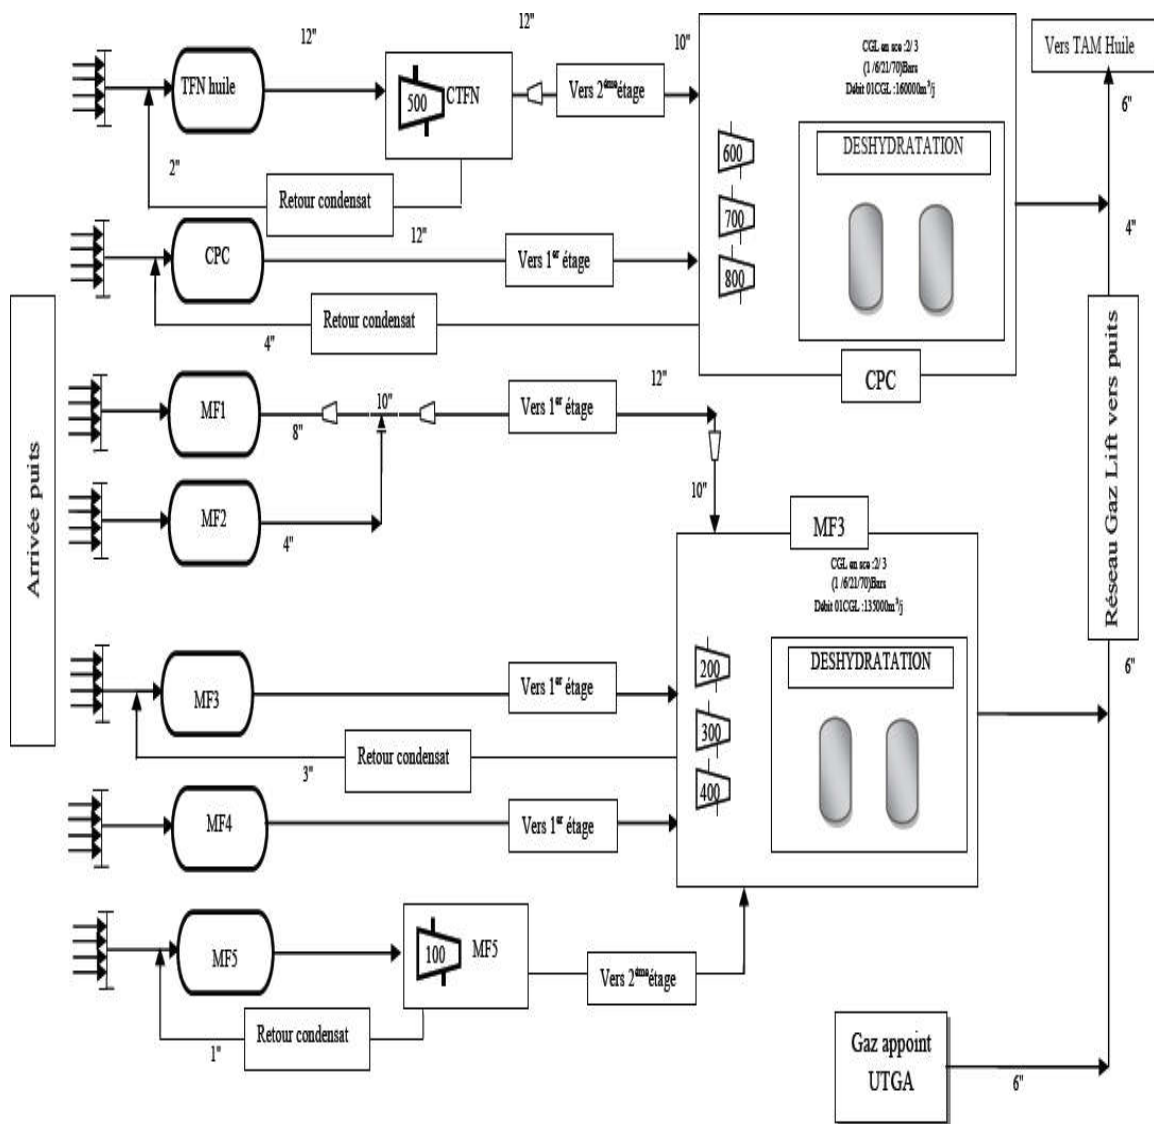 12"
12"
10"
TFN huile
500
CTFN
Vers 2ème étage
CGL en sce :2/ 3
(1 /6/21/70)Bars
Débit 01CGL :160000m³/j
Vers TAM Huile
6"
600
DESHYDRATATION
2"
Retour condensat
700
4"
CPC
12"
Vers 1er étage
800
Retour condensat
4"
CPC
Arrivée puits
Réseau Gaz Lift vers puits
MF1
8"
10"
Vers 1er étage
12"
10"
MF2
4"
MF3
CGL en sce :2/ 3
(1 /6/21/70)Bars
Débit 01CGL :135000m³/j
6"
200
DESHYDRATATION
MF3
Vers 1er étage
300
Retour condensat
3"
400
MF4
Vers 1er étage
MF5
100
MF5
Vers 2èmeétage
Retour condensat
1"
Gaz appoint
UTGA
6"